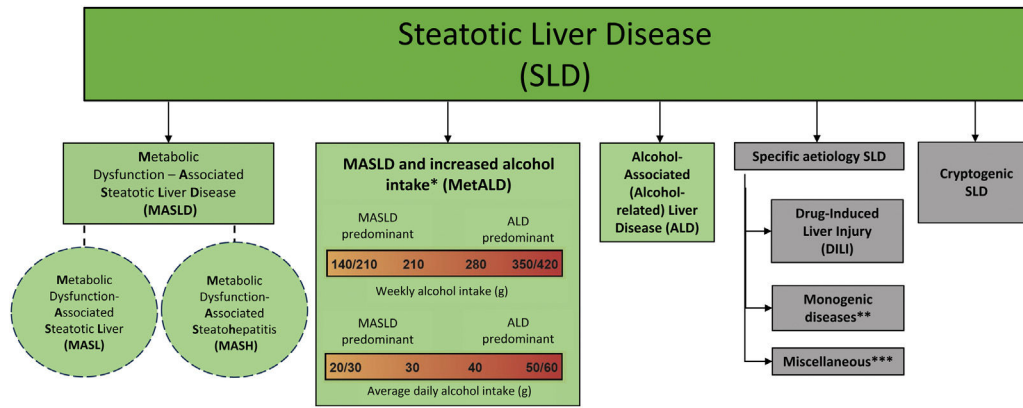 Steatotic Liver Disease
(SLD)
Metabolic
Dysfunction – Associated
Steatotic Liver Disease
(MASLD)
Metabolic
Dysfunction-
Associated
Steatotic Liver
(MASL)
Metabolic
Dysfunction-
Associated
Steatohepatitis
(MASH)
MASLD and increased alcohol
intake* (MetALD)
MASLD
predominant
ALD
predominant
140/210 210 280 350/420
Weekly alcohol intake (g)
MASLD
predominant
ALD
predominant
20/30 30 40 50/60
Average daily alcohol intake (g)
Alcohol-
Associated
(Alcohol-
related) Liver
Disease (ALD)
Specific aetiology SLD
Drug-Induced
Liver Injury
(DILI)
Monogenic
diseases**
Miscellaneous***
Cryptogenic
SLD